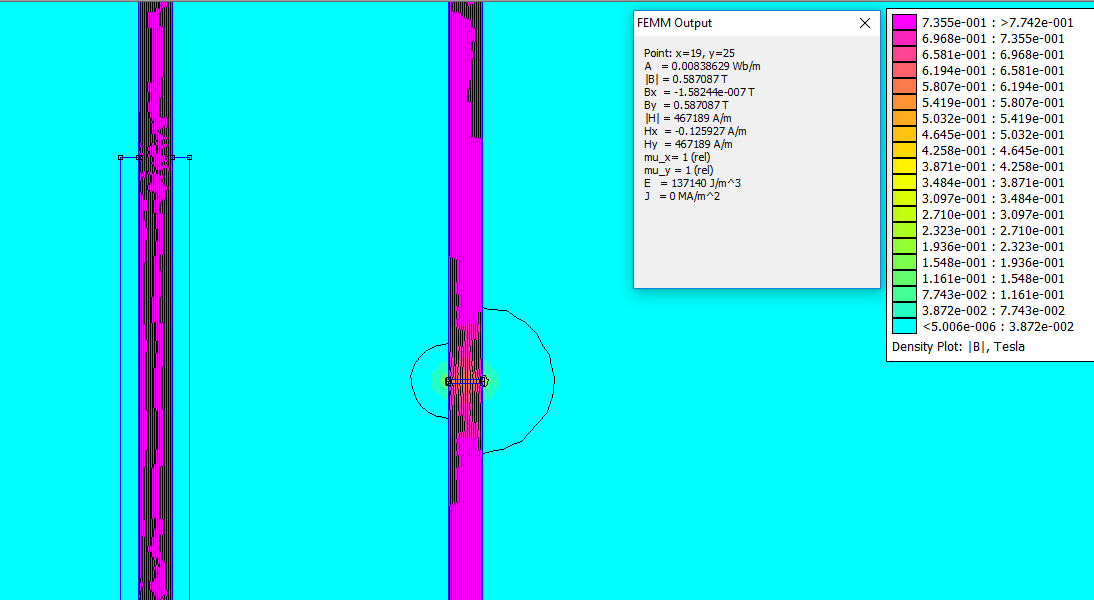 FEMM Output
Point: x=19, y=25
A = 0.00838629 Wb/m
|B| = 0.587087 T
Bx = -1.58244e-007 T
By = 0.587087 T
|H| = 467189 A/m
Hx = -0.125927 A/m
Hy = 467189 A/m
mu_x= 1 (rel)
mu_y = 1 (rel)
E = 137140 J/m^3
J = 0 MA/m^2
7.355e-001 : >7.742e-001
6.968e-001 : 7.355e-001
6.581e-001 : 6.968e-001
6.194e-001 : 6.581e-001
5.807e-001 : 6.194e-001
5.419e-001 : 5.807e-001
5.032e-001 : 5.419e-001
4.645e-001 : 5.032e-001
4.258e-001 : 4.645e-001
3.871e-001 : 4.258e-001
3.484e-001 : 3.871e-001
3.097e-001 : 3.484e-001
2.710e-001 : 3.097e-001
2.323e-001 : 2.710e-001
1.936e-001 : 2.323e-001
1.548e-001 : 1.936e-001
1.161e-001 : 1.548e-001
7.743e-002 : 1.161e-001
3.872e-002 : 7.743e-002
<5.006e-006 : 3.872e-002
Density Plot: |B|, Tesla